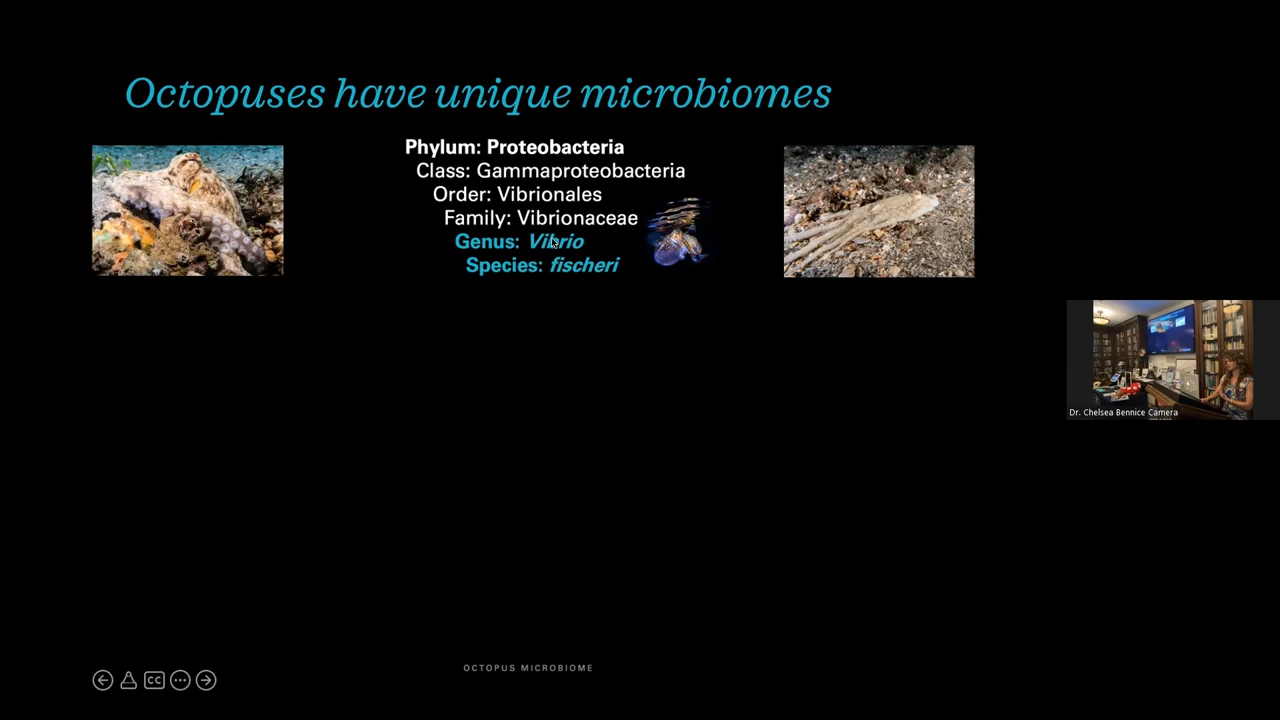 Octopuses have unique microbiomes
Phylum: Proteobacteria
Class: Gammaproteobacteria
Order: Vibrionales
Family: Vibrionaceae
Genus: Vibrio
Species: fischeri
Dr. Chelsea Bennice Camera
OCTOPUS MICROBIOME
CC